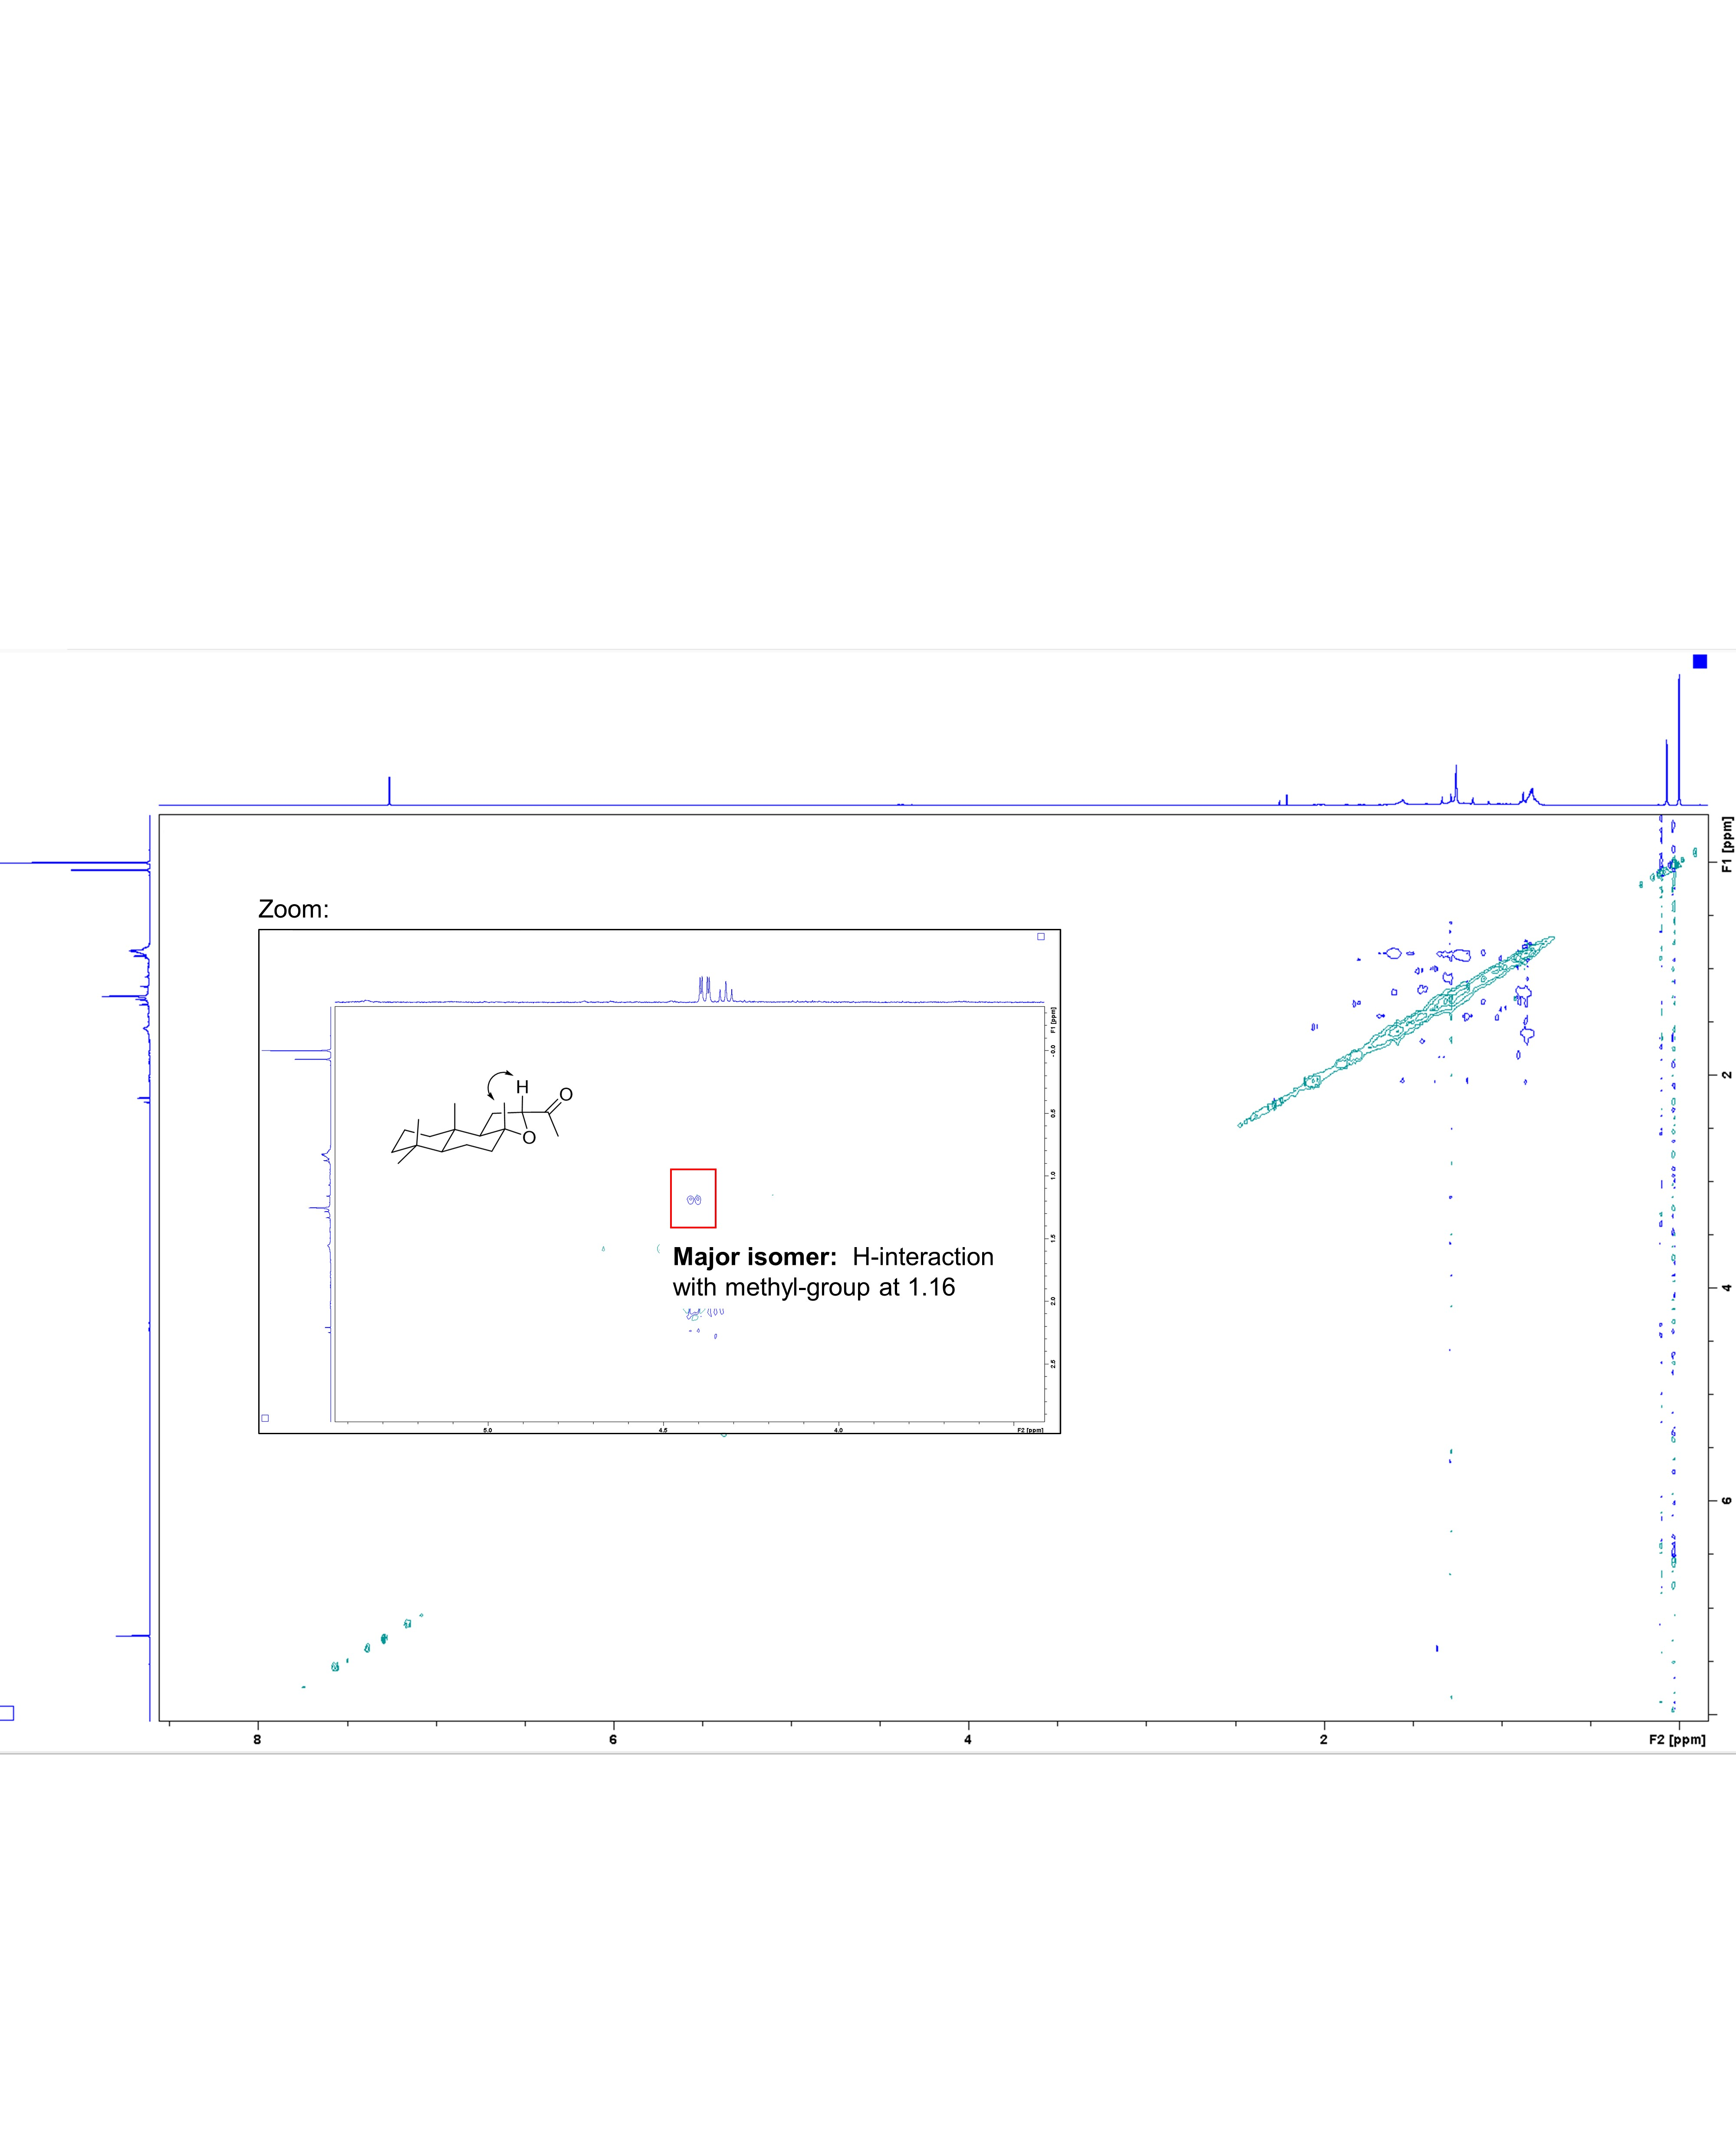 F1 [ppm]
Zoom:
F1 [ppm]
0.0
0.5
H
O
O
1.0
1.5
Major isomer: H-interaction
with methyl-group at 1.16
2.0
2.5
5.0 4.5 4.0 F2 [ppm]
2
4
6
8 6 4 2 F2 [ppm]